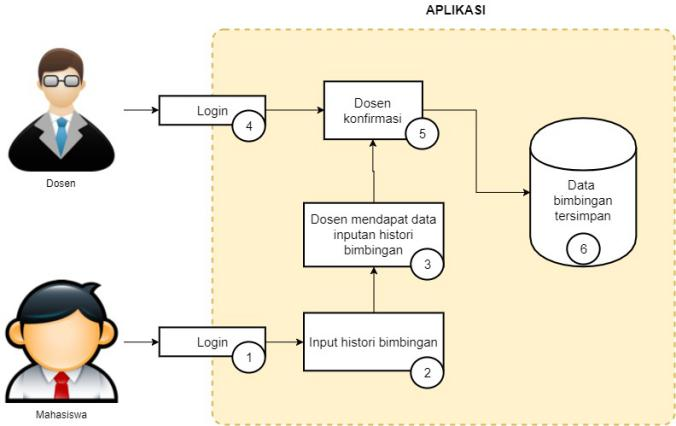 APLIKASI
Login
4
Dosen
konfirmasi
5
Dosen
Data
bimbingan
tersimpan
6
Dosen mendapat data
inputan histori
bimbingan
3
Login
1
Input histori bimbingan
2
Mahasiswa